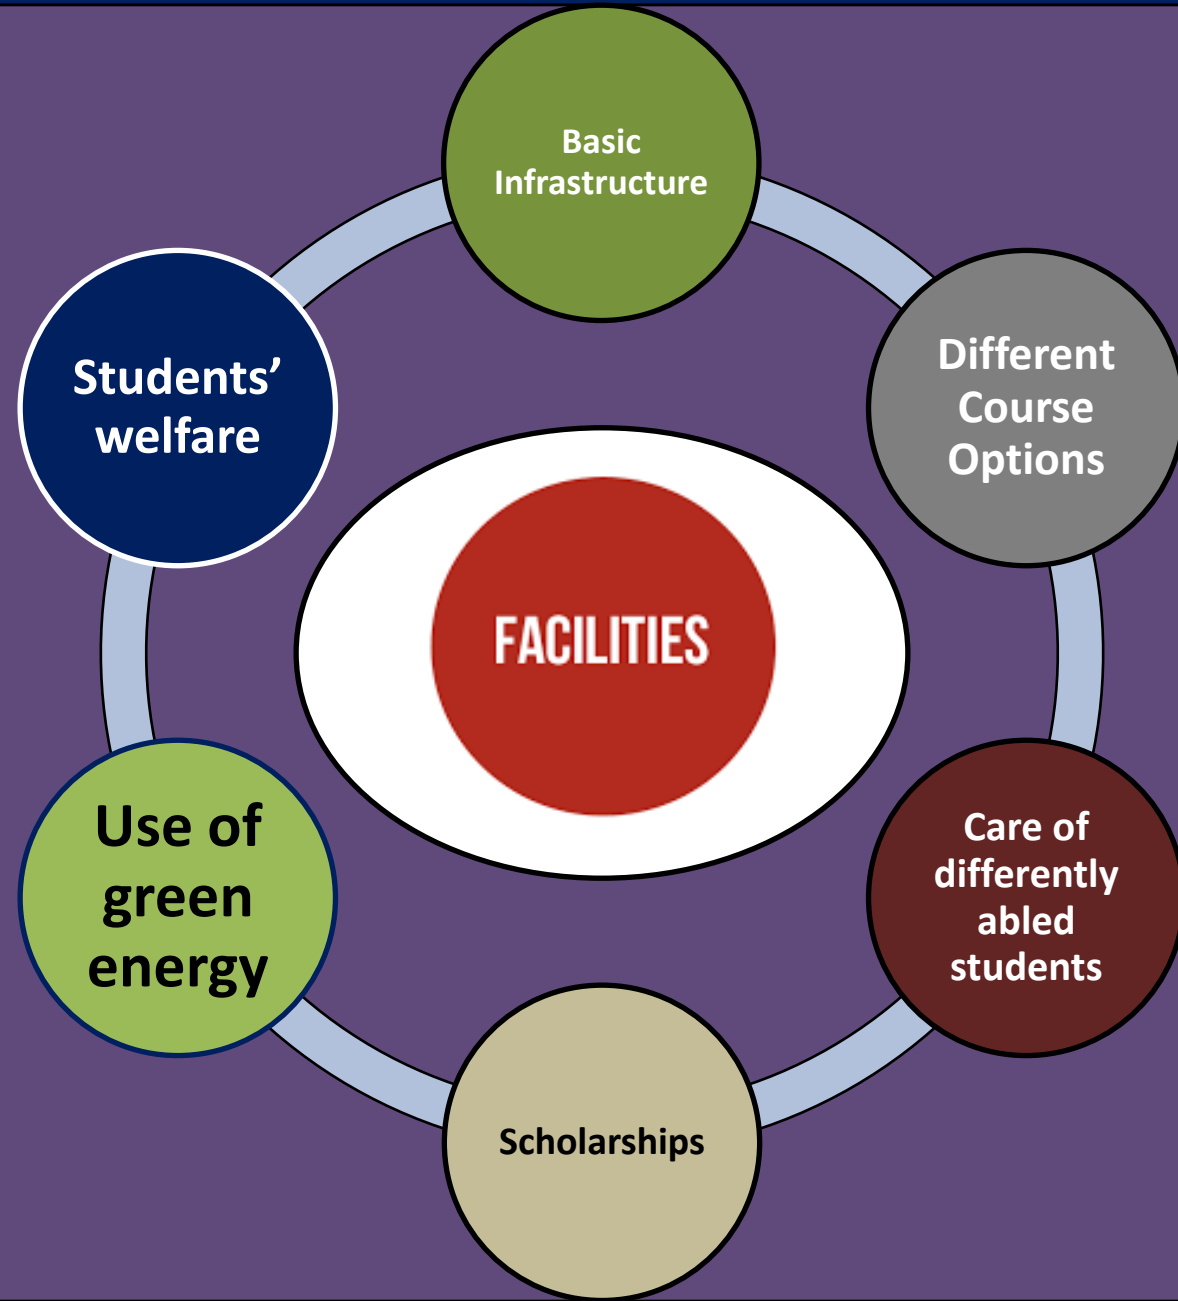 Basic
Infrastructure
Different
Course
Options
Students’
welfare
FACILITIES
Use of
green
energy
Care of
differently
abled
students
Scholarships